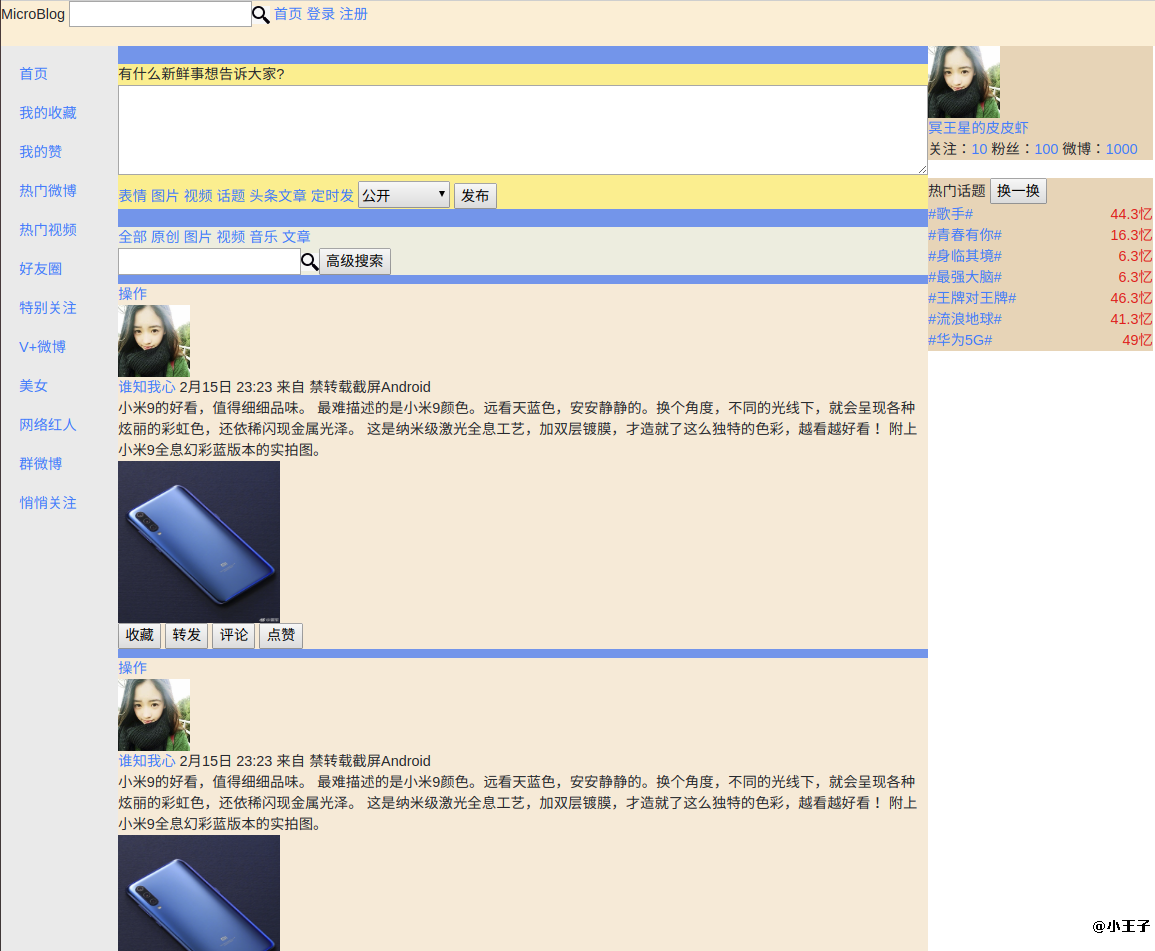 MicroBlog 首页 登录 注册
首页
我的收藏
我的赞
热门微博
热门视频
好友圈
特别关注
V+微博
美女
网络红人
群微博
悄悄关注
有什么新鲜事想告诉大家?
表情 图片 视频 话题 头条文章 定时发 公开 发布
全部 原创 图片 视频 音乐 文章
高级搜索
操作
谁知我心 2月15日 23:23 来自 禁转载截屏Android
小米9的好看，值得细细品味。 最难描述的是小米9颜色。远看天蓝色，安安静静的。换个角度，不同的光线下，就会呈现各种
炫丽的彩虹色，还依稀闪现金属光泽。 这是纳米级激光全息工艺，加双层镀膜，才造就了这么独特的色彩，越看越好看！ 附上
小米9全息幻彩蓝版本的实拍图。
收藏 转发 评论 点赞
操作
谁知我心 2月15日 23:23 来自 禁转载截屏Android
小米9的好看，值得细细品味。 最难描述的是小米9颜色。远看天蓝色，安安静静的。换个角度，不同的光线下，就会呈现各种
炫丽的彩虹色，还依稀闪现金属光泽。 这是纳米级激光全息工艺，加双层镀膜，才造就了这么独特的色彩，越看越好看！ 附上
小米9全息幻彩蓝版本的实拍图。
冥王星的皮皮虾
关注：10 粉丝：100 微博：1000
热门话题 换一换
#歌手# 44.3忆
#青春有你# 16.3忆
#身临其境# 6.3忆
#最强大脑# 6.3忆
#王牌对王牌# 46.3忆
#流浪地球# 41.3忆
#华为5G# 49忆
@小王子